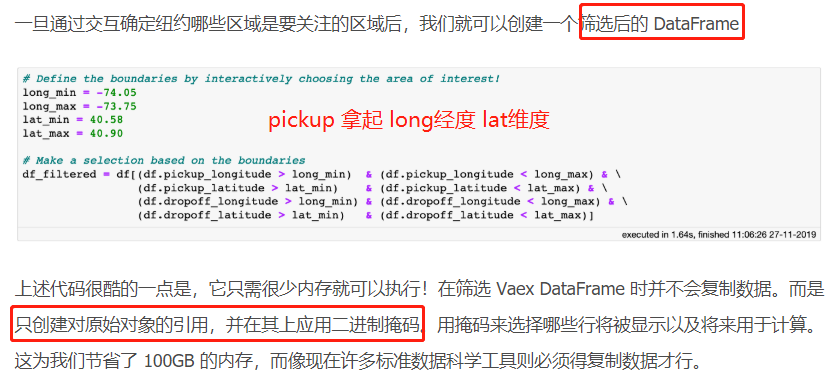 一旦通过交互确定纽约哪些区域是要关注的区域后，我们就可以创建一个筛选后的 DataFrame
# Define the boundaries by interactively choosing the area of interest!
long_min = -74.05
long_max = -73.75
lat_min = 40.58
lat_max = 40.90
pickup 拿起 long经度 lat维度
# Make a selection based on the boundaries
df_filtered = df[(df.pickup_longitude > long_min) & (df.pickup_longitude < long_max) & \
(df.pickup_latitude > lat_min) & (df.pickup_latitude < lat_max) & \
(df.dropoff_longitude > long_min) & (df.dropoff_longitude < long_max) & \
(df.dropoff_latitude > lat_min) & (df.dropoff_latitude < lat_max)]
executed in 1.64s, finished 11:06:26 27-11-2019
上述代码很酷的一点是，它只需很少内存就可以执行！在筛选 Vaex DataFrame 时并不会复制数据。而是
只创建对原始对象的引用，并在其上应用二进制掩码。用掩码来选择哪些行将被显示以及将来用于计算。
这为我们节省了 100GB 的内存，而像现在许多标准数据科学工具则必须得复制数据才行。